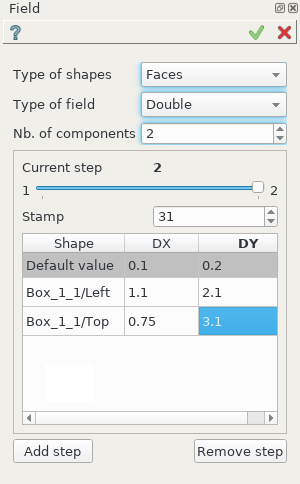 Field
?
Type of shapes Faces
Type of field Double
Nb. of components 2
Current step 2
1 2
Stamp 31
Shape DX DY
Default value 0.1 0.2
Box_1_1/Left 1.1 2.1
Box_1_1/Top 0.75 3.1
Add step Remove step